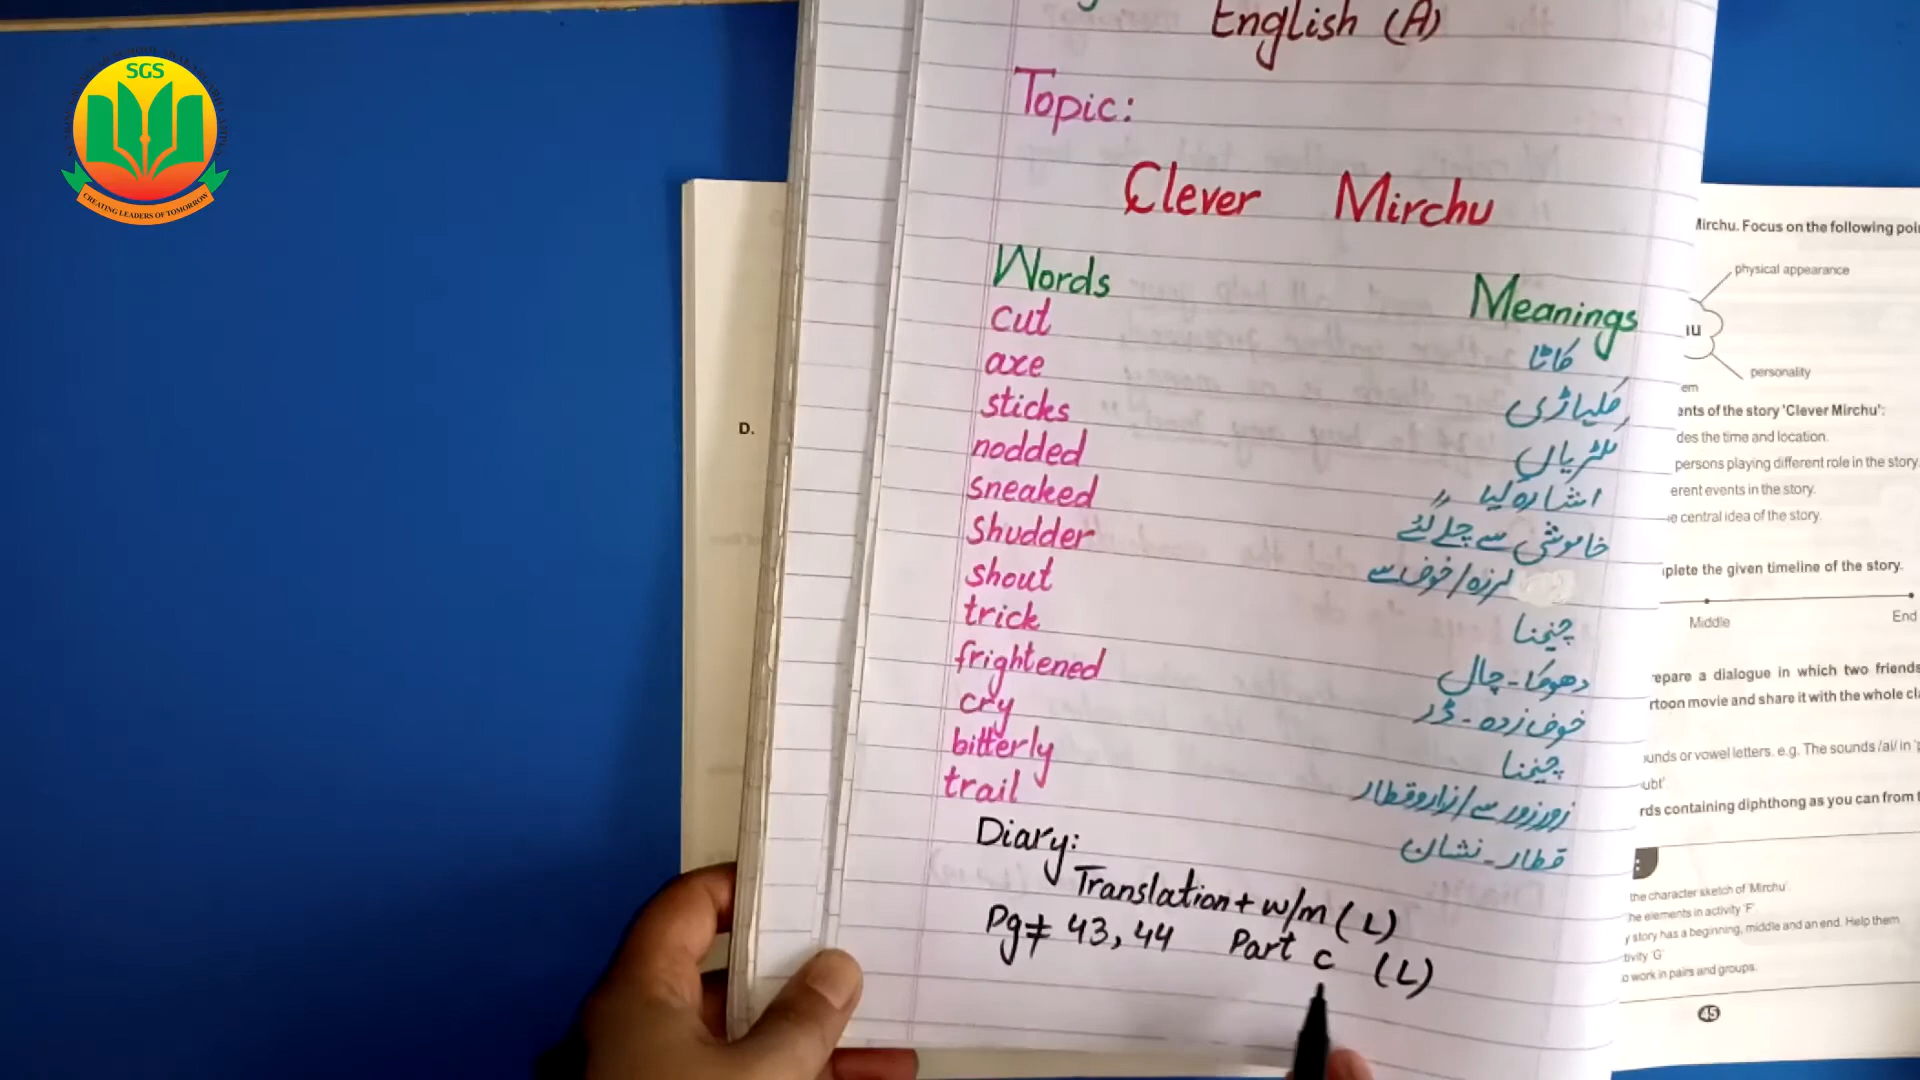 SGS
CREATING LEADERS OF TOMORROW
English (A)
Topic:
Clever Mirchu
Words Meanings
cut کاٹا
axe کلہاڑی
sticks لکڑیاں
nodded اشارہ کیا
sneaked خاموشی سے چلے گئے
Shudder لرزہ/خوف سے
shout چیخنا
trick دھوکا - چال
frightened خوف زدہ - ڈر
cry چیخنا
bitterly زور زور سے/زاروقطار
trail قطار - نشان
Diary:
Translation + w/m (L)
Pg≠ 43, 44 Part c (L)
D.
Mirchu. Focus on the following poi
physical appearance
personality
em
ents of the story 'Clever Mirchu':
des the time and location.
persons playing different role in the story.
erent events in the story.
e central idea of the story.
plete the given timeline of the story.
Middle End
repare a dialogue in which two friends
rtoon movie and share it with the whole cl
ounds or vowel letters. e.g. The sounds /ai/ in
ubt'
rds containing diphthong as you can from
the character sketch of 'Mirchu'.
he elements in activity 'F'
y story has a beginning, middle and an end. Help them
tivity 'G'
o work in pairs and groups.
45